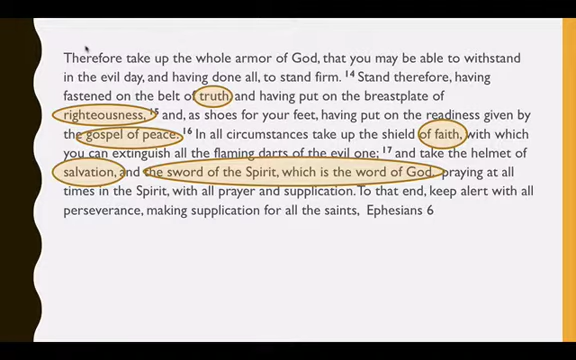 Therefore take up the whole armor of God, that you may be able to withstand
in the evil day, and having done all, to stand firm. 14 Stand therefore, having
fastened on the belt of truth and having put on the breastplate of
righteousness, 15 and, as shoes for your feet, having put on the readiness given by
the gospel of peace. 16 In all circumstances take up the shield of faith, with which
you can extinguish all the flaming darts of the evil one; 17 and take the helmet of
salvation, and the sword of the Spirit, which is the word of God, praying at all
times in the Spirit, with all prayer and supplication. To that end, keep alert with all
perseverance, making supplication for all the saints, Ephesians 6